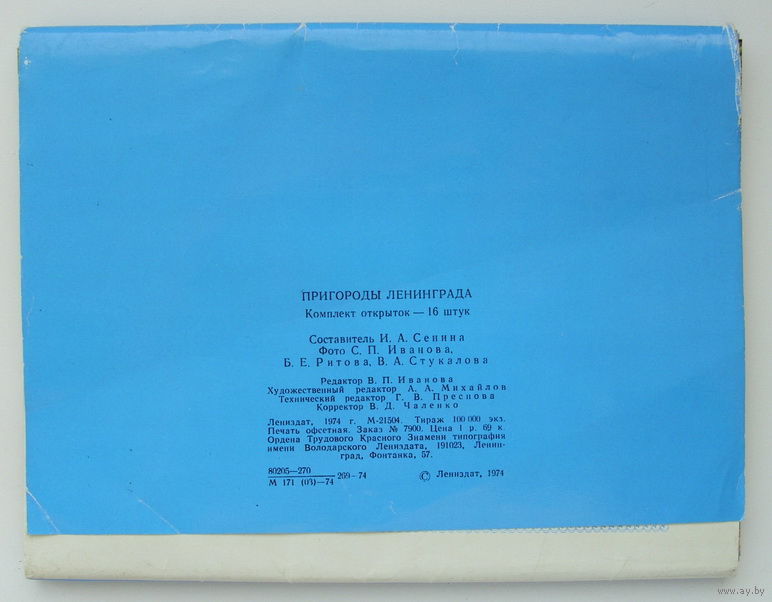 ПРИГОРОДЫ ЛЕНИНГРАДА
Комплект открыток — 16 штук
Составитель И. А. Сенина
Фото С. П. Иванова,
Б. Е. Ритова, В. А. Стукалова
Редактор В. П. Иванова
Художественный редактор А. А. Михайлов
Технический редактор Г. В. Преснова
Корректор В. Д. Чаленко
Лениздат, 1974 г. М-21504. Тираж 100 000 экз.
Печать офсетная. Заказ № 7900. Цена 1 р. 69 к.
Ордена Трудового Красного Знамени типография
имени Володарского Лениздата, 191023, Ленин-
град, Фонтанка, 57.
80205—270
М 171 (03)—74
269-74
© Лениздат, 1974
www.ay.by